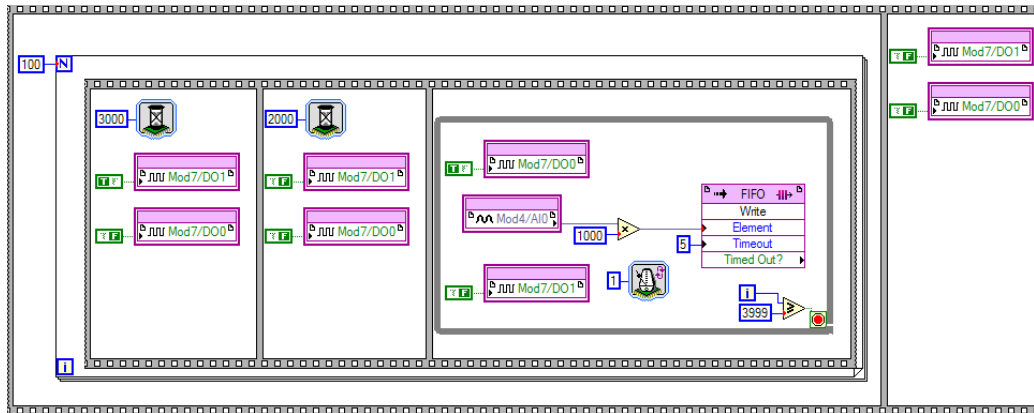 100
N
3000
T
Mod7/DO1
F
Mod7/DO0
i
2000
F
Mod7/DO1
F
Mod7/DO0
T
Mod7/DO0
Mod4/AI0
1000
x
F
Mod7/DO1
1
FIFO
Write
Element
5
Timeout
Timed Out?
i
3999
≥
F
Mod7/DO1
F
Mod7/DO0